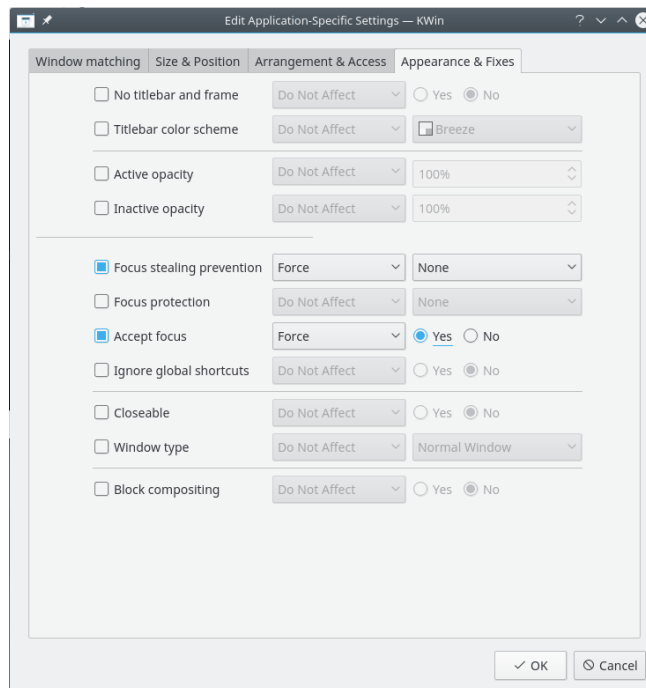 Edit Application-Specific Settings — KWin
Window matching Size & Position Arrangement & Access Appearance & Fixes
No titlebar and frame Do Not Affect Yes No
Titlebar color scheme Do Not Affect Breeze
Active opacity Do Not Affect 100%
Inactive opacity Do Not Affect 100%
Focus stealing prevention Force None
Focus protection Do Not Affect None
Accept focus Force Yes No
Ignore global shortcuts Do Not Affect Yes No
Closeable Do Not Affect Yes No
Window type Do Not Affect Normal Window
Block compositing Do Not Affect Yes No
OK Cancel